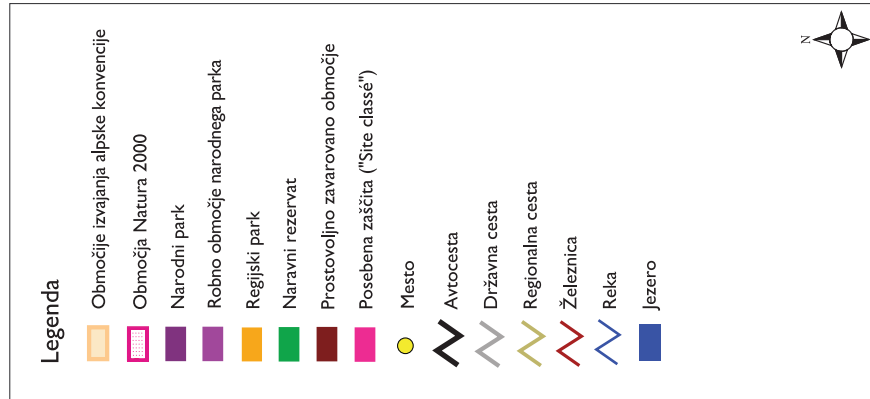 Legenda
Območije izvajanja alpske konvencije
Območja Natura 2000
Narodni park
Robno območje narodnega parka
Regijski park
Naravni rezervat
Prostovoljno zavarovano območje
Posebena zaščita ("Site classé")
Mesto
Avtocesta
Državna cesta
Regionalna cesta
Železnica
Reka
Jezero
N